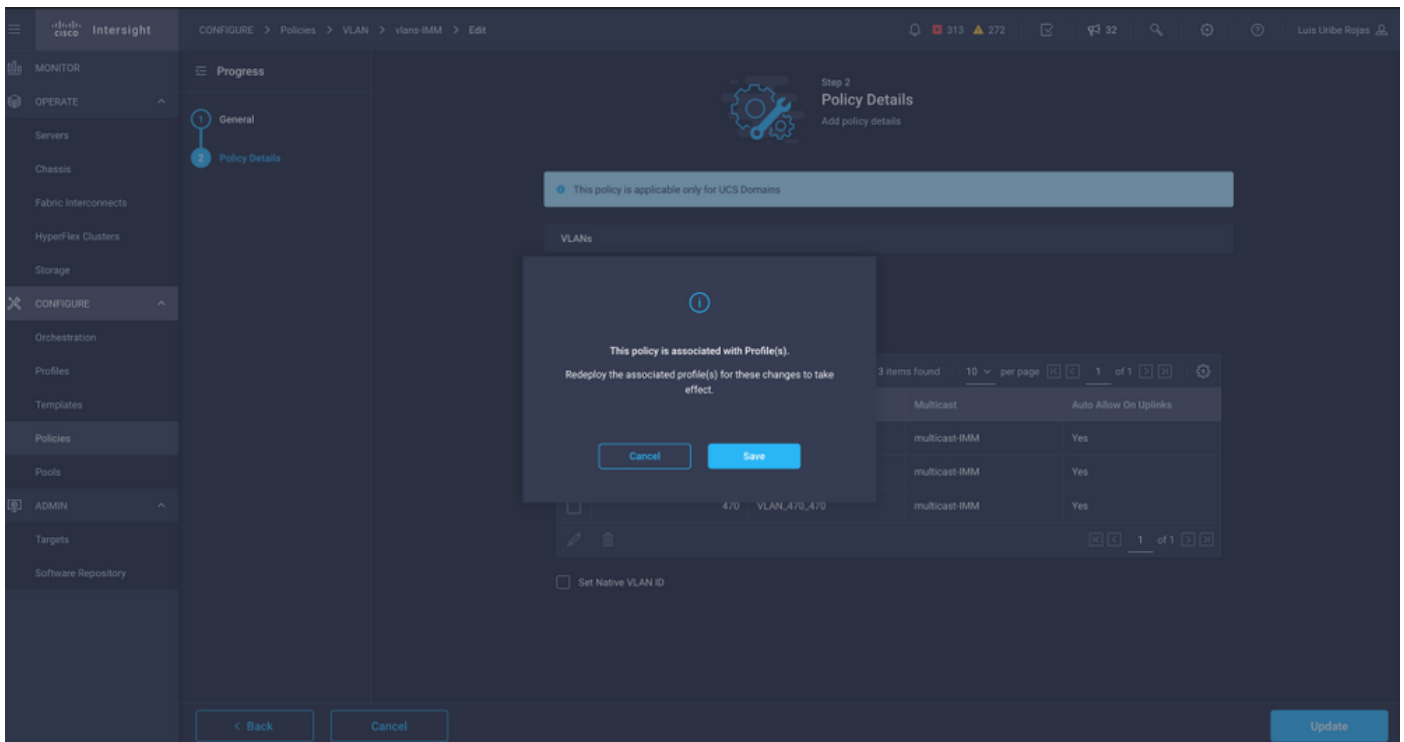 cisco Intersight
CONFIGURE > Policies > VLAN > vlans-IMM > Edit
313 272
32
Luis Uribe Rojas
MONITOR
OPERATE
Servers
Chassis
Fabric Interconnects
HyperFlex Clusters
Storage
CONFIGURE
Orchestration
Profiles
Templates
Policies
Pools
ADMIN
Targets
Software Repository
Progress
1 General
2 Policy Details
Step 2
Policy Details
Add policy details
This policy is applicable only for UCS Domains
VLANs
This policy is associated with Profile(s).
Redeploy the associated profile(s) for these changes to take
effect.
Cancel Save
3 items found 10 per page 1 of 1
Multicast Auto Allow On Uplinks
multicast-IMM Yes
multicast-IMM Yes
470 VLAN_470_470 multicast-IMM Yes
1 of 1
Set Native VLAN ID
< Back Cancel Update